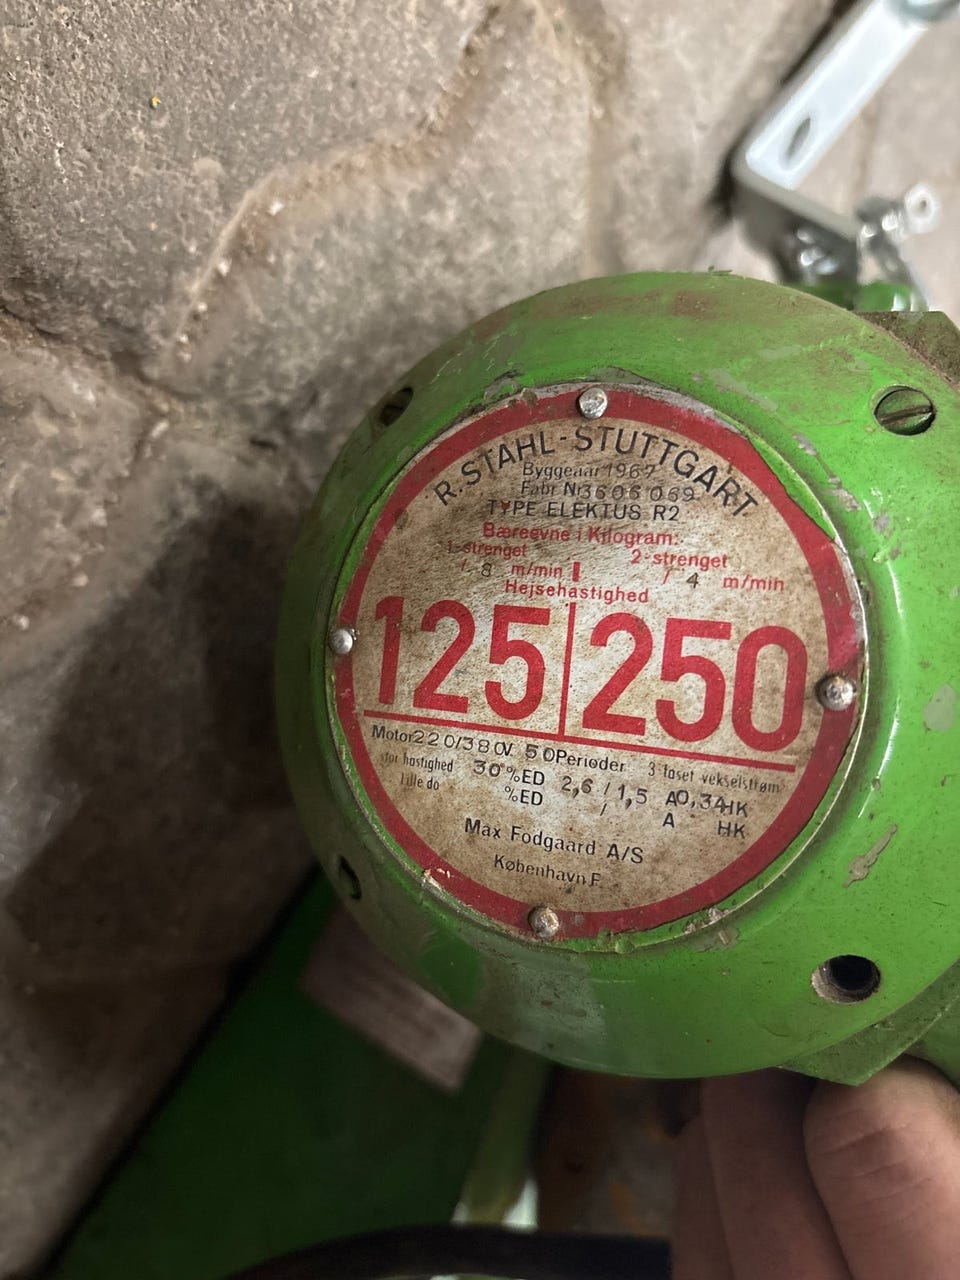 R. STAHL-STUTTGART
Byggeaar 1967
Fabr Nr 3606 069
TYPE ELEKTUS R2
Bæreevne i Kilogram:
1-strenget 2-strenget
/ 8 m/min / 4 m/min
Hejsehastighed
125 250
Motor 220/380V 50 Perioder 3-faset vekselstrøm
stor hastighed 30 %ED 2,6 / 1,5 A 0,34 HK
lille do %ED / A HK
Max Fodgaard A/S
København F